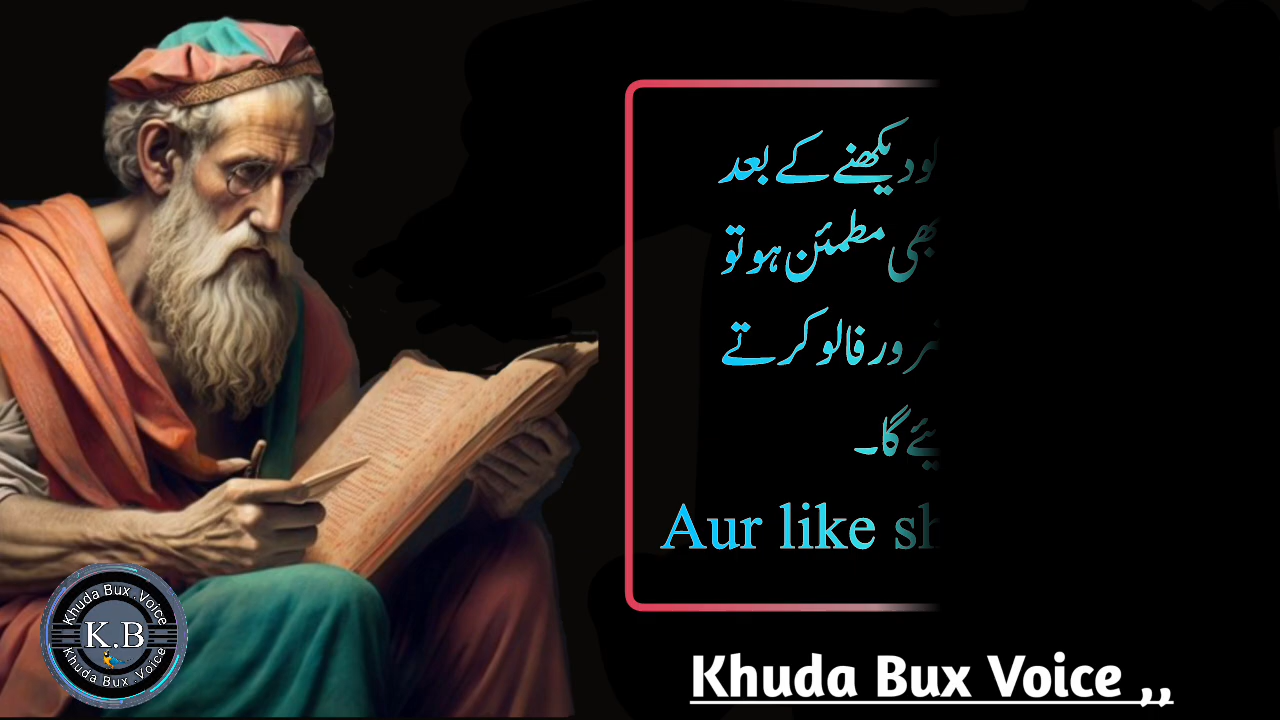 دیکھنے کے بعد
بھی مطمئن ہو تو
ضرور فالو کرتے
گا۔
Aur like
Khuda Bux Voice ,,
Khuda Bux .Voice
K.B
Khuda Bux .Voice